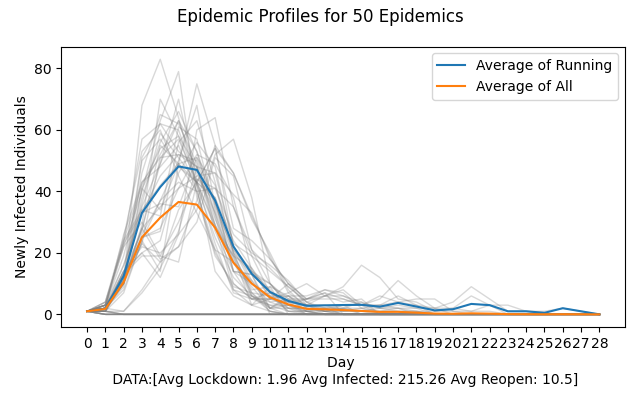 Epidemic Profiles for 50 Epidemics
Average of Running
Average of All
Newly Infected Individuals
80
60
40
20
0
0 1 2 3 4 5 6 7 8 9 10 11 12 13 14 15 16 17 18 19 20 21 22 23 24 25 26 27 28
Day
DATA:[Avg Lockdown: 1.96 Avg Infected: 215.26 Avg Reopen: 10.5]